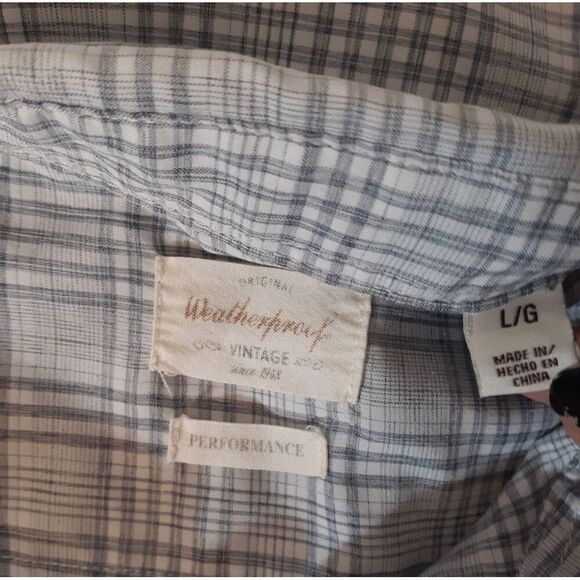 ORIGINAL
Weatherproof
VINTAGE
since 1948
PERFORMANCE
L/G
MADE IN/
HECHO EN
CHINA